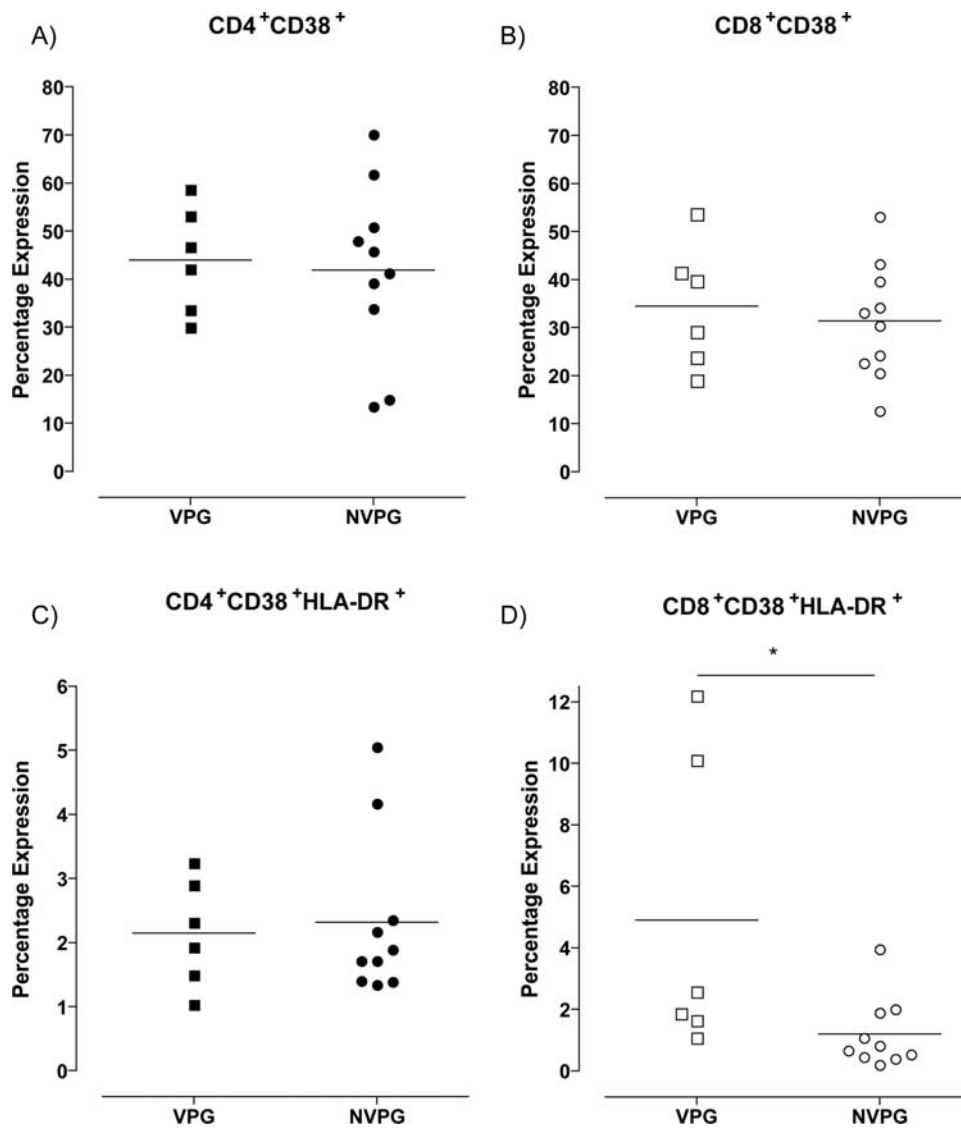 A) CD4+CD38+
Percentage Expression
80
70
60
50
40
30
20
10
0
VPG NVPG
B) CD8+CD38+
Percentage Expression
80
70
60
50
40
30
20
10
0
VPG NVPG
C) CD4+CD38+HLA-DR+
Percentage Expression
6
5
4
3
2
1
0
VPG NVPG
D) CD8+CD38+HLA-DR+
*
Percentage Expression
12
10
8
6
4
2
0
VPG NVPG